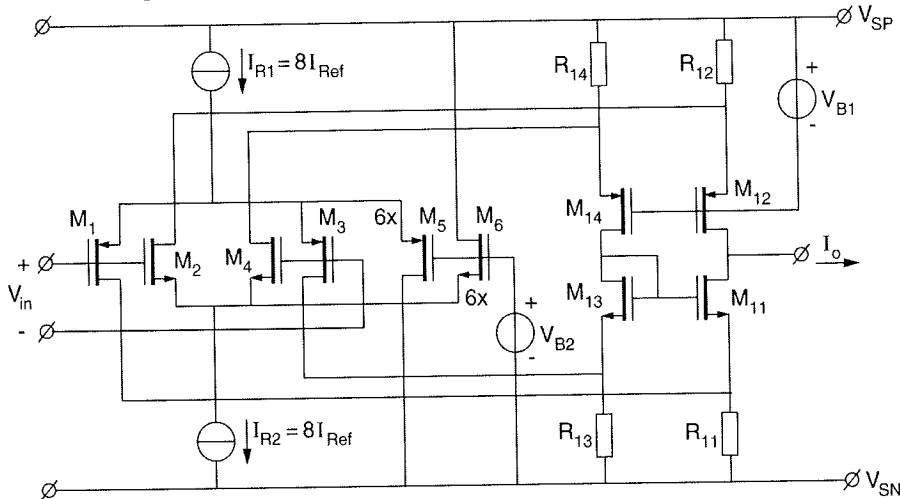 V_SP
I_R1 = 8I_Ref
R_14
R_12
+
V_B1
-
M_1
M_2
M_4
M_3
6x
M_5
M_6
M_14
M_12
+
V_in
-
6x
+
V_B2
-
M_13
M_11
I_o
I_R2 = 8I_Ref
R_13
R_11
V_SN